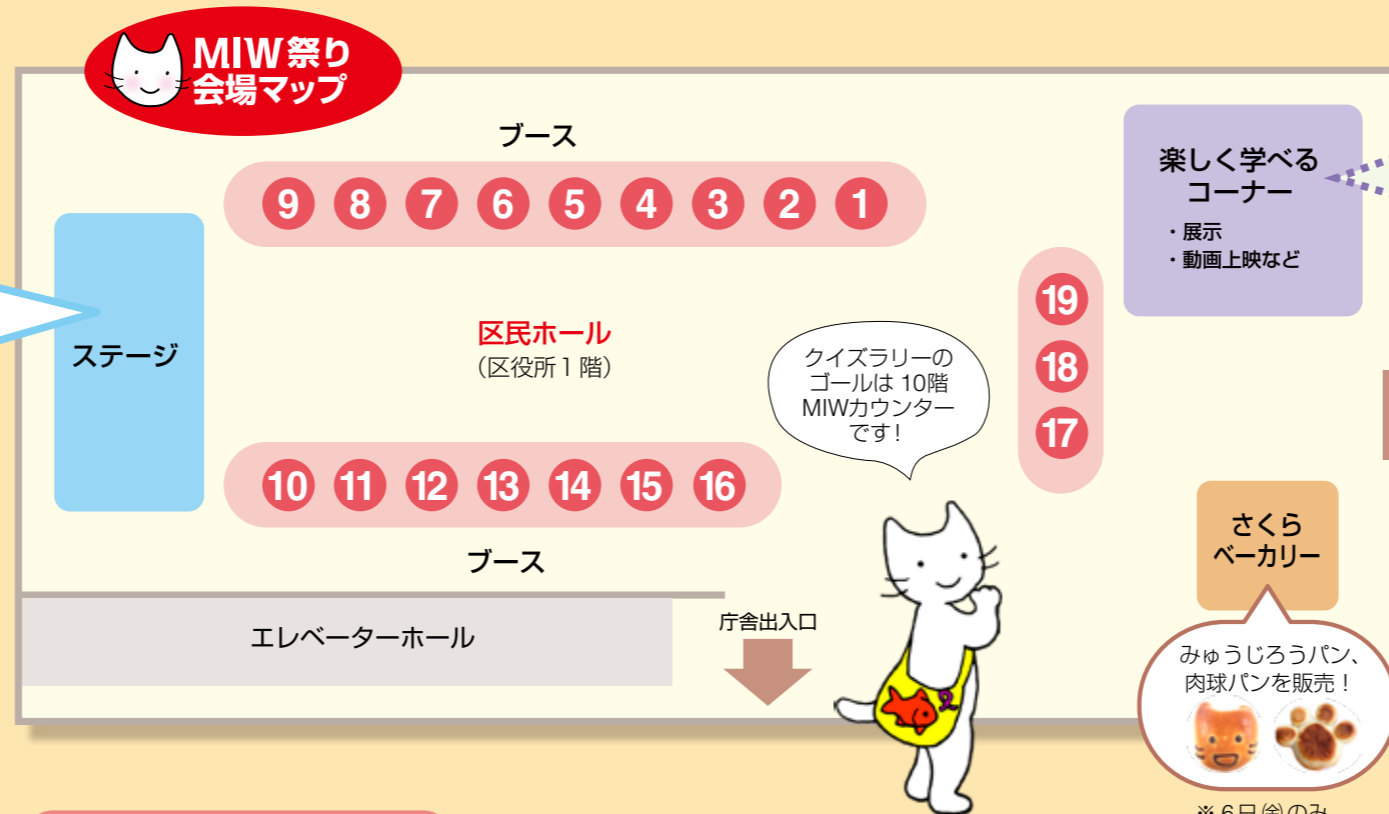 MIW祭り
会場マップ
ブース
9 8 7 6 5 4 3 2 1
楽しく学べる
コーナー
・展示
・動画上映など
ステージ
区民ホール
（区役所1階）
クイズラリーの
ゴールは 10階
MIWカウンター
です！
19
18
17
10 11 12 13 14 15 16
ブース
さくら
ベーカリー
エレベーターホール
庁舎出入口
みゅうじろうパン、
肉球パンを販売！
※6日㈮のみ